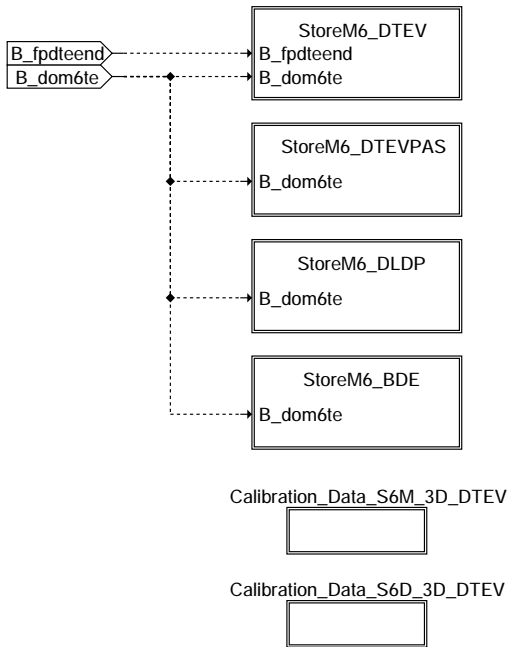 StoreM6_DTEV
B_fpdteend
B_fpdteend
B_dom6te
B_dom6te
StoreM6_DTEVPAS
B_dom6te
StoreM6_DLDP
B_dom6te
StoreM6_BDE
B_dom6te
Calibration_Data_S6M_3D_DTEV
Calibration_Data_S6D_3D_DTEV